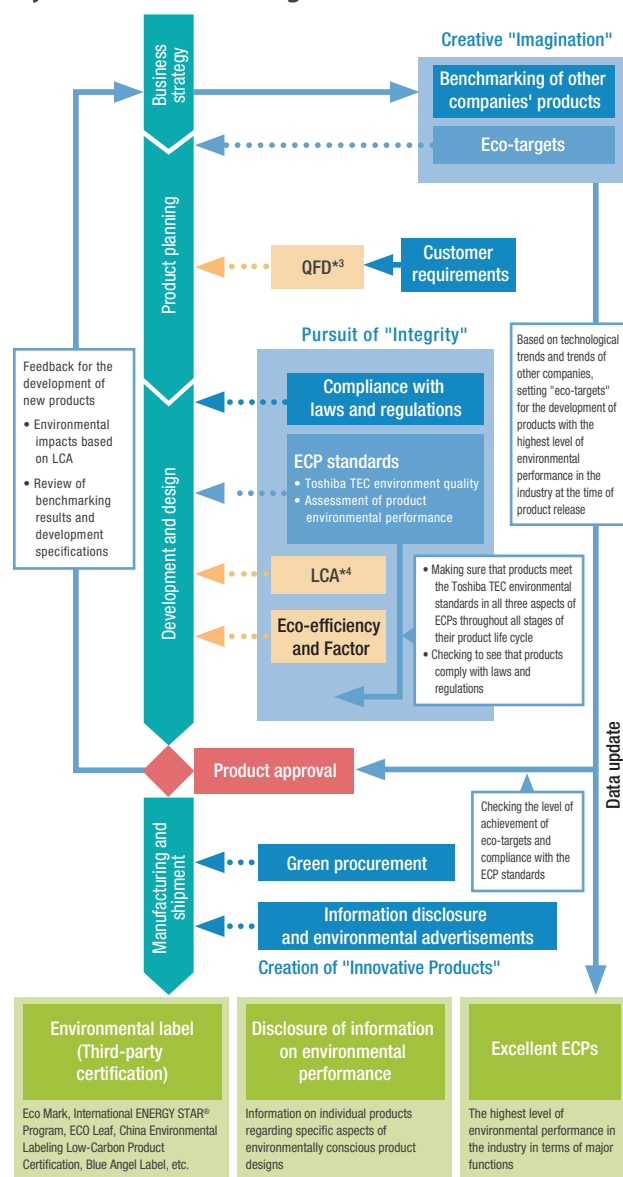 Creative "Imagination"
Business
strategy
Benchmarking of other
companies' products
Eco-targets
Product planning
QFD*3
Customer
requirements
Feedback for the
development of
new products
• Environmental
impacts based
on LCA
• Review of
benchmarking
results and
development
specifications
Pursuit of "Integrity"
Based on technological
trends and trends of
other companies,
setting "eco-targets"
for the development of
products with the
highest level of
environmental
performance in the
industry at the time of
product release
Development and design
Compliance with
laws and regulations
ECP standards
• Toshiba TEC environment quality
• Assessment of product
environmental performance
LCA*4
Eco-efficiency
and Factor
• Making sure that products meet
the Toshiba TEC environmental
standards in all three aspects of
ECPs throughout all stages of
their product life cycle
• Checking to see that products
comply with laws and
regulations
Data update
Product approval
Checking the level of
achievement of
eco-targets and
compliance with the
ECP standards
Manufacturing and
shipment
Green procurement
Information disclosure
and environmental advertisements
Creation of "Innovative Products"
Environmental label
(Third-party
certification)
Eco Mark, International ENERGY STAR®
Program, ECO Leaf, China Environmental
Labeling Low-Carbon Product
Certification, Blue Angel Label, etc.
Disclosure of information
on environmental
performance
Information on individual products
regarding specific aspects of
environmentally conscious product
designs
Excellent ECPs
The highest level of
environmental performance in
the industry in terms of major
functions